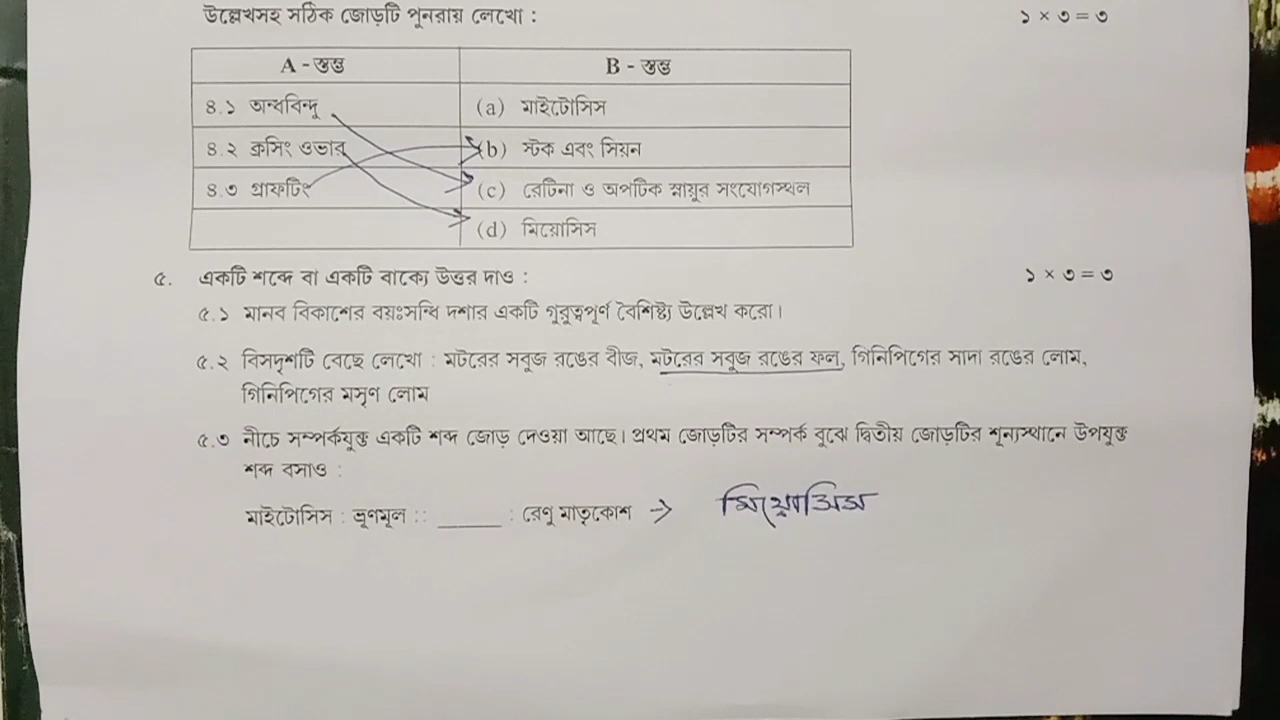 উল্লেখসহ সঠিক জোড়টি পুনরায় লেখো : ১ × ৩ = ৩
A - স্তম্ভ B - স্তম্ভ
৪.১ অন্ধবিন্দু (a) মাইটোসিস
৪.২ ক্রসিং ওভার (b) স্টক এবং সিয়ন
৪.৩ গ্রাফটিং (c) রেটিনা ও অপটিক স্নায়ুর সংযোগস্থল
(d) মিয়োসিস
৫. একটি শব্দে বা একটি বাক্যে উত্তর দাও : ১ × ৩ = ৩
৫.১ মানব বিকাশের বয়ঃসন্ধি দশার একটি গুরুত্বপূর্ণ বৈশিষ্ট্য উল্লেখ করো।
৫.২ বিসদৃশটি বেছে লেখো : মটরের সবুজ রঙের বীজ, মটরের সবুজ রঙের ফল, গিনিপিগের সাদা রঙের লোম,
গিনিপিগের মসৃণ লোম
৫.৩ নীচে সম্পর্কযুক্ত একটি শব্দ জোড় দেওয়া আছে। প্রথম জোড়টির সম্পর্ক বুঝে দ্বিতীয় জোড়টির শূন্যস্থানে উপযুক্ত
শব্দ বসাও :
মাইটোসিস : ভ্রূণমূল :: _____ : রেণু মাতৃকোশ → মিয়োসিস